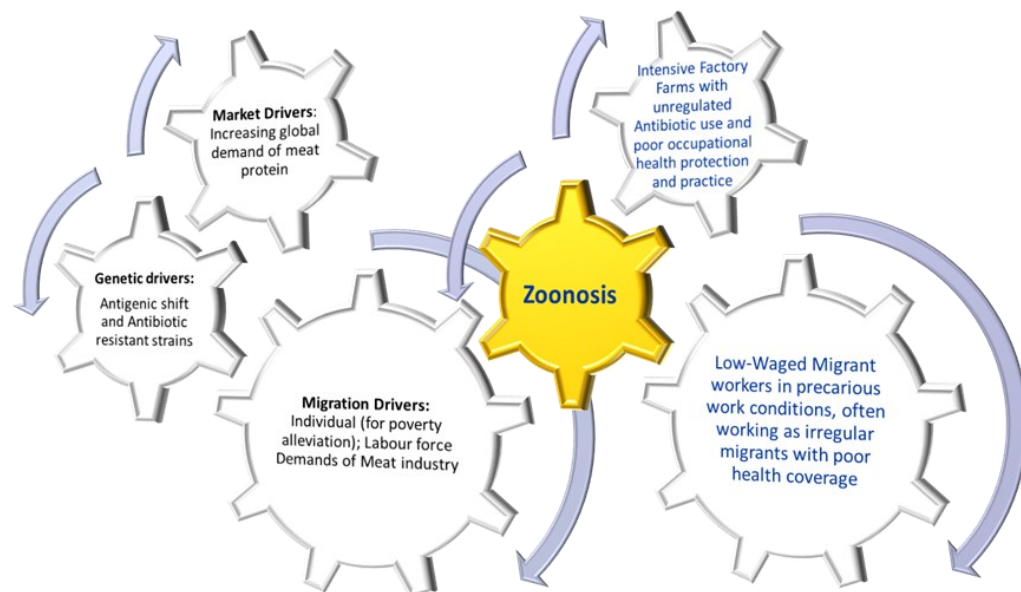 Market Drivers:
Increasing global
demand of meat
protein
Genetic drivers:
Antigenic shift
and Antibiotic
resistant strains
Migration Drivers:
Individual (for poverty
alleviation); Labour force
Demands of Meat industry
Intensive Factory
Farms with
unregulated
Antibiotic use and
poor occupational
health protection
and practice
Zoonosis
Low-Waged Migrant
workers in precarious
work conditions, often
working as irregular
migrants with poor
health coverage